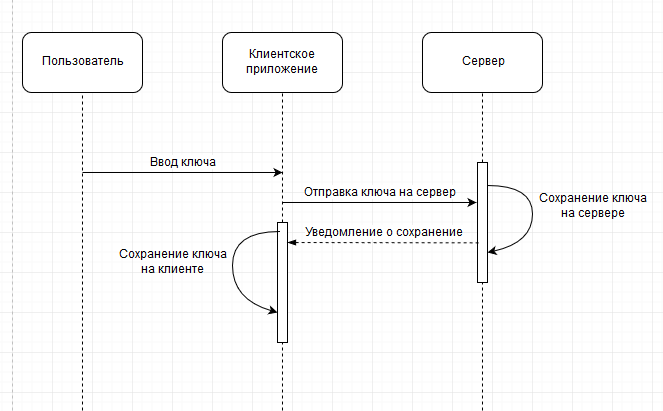 Пользователь
Клиентское
приложение
Сервер
Ввод ключа
Отправка ключа на сервер
Сохранение ключа
на сервере
Уведомление о сохранение
Сохранение ключа
на клиенте